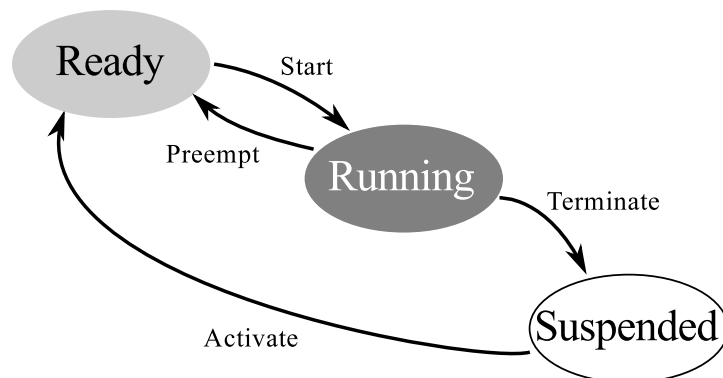 Ready
Start
Preempt
Running
Terminate
Suspended
Activate